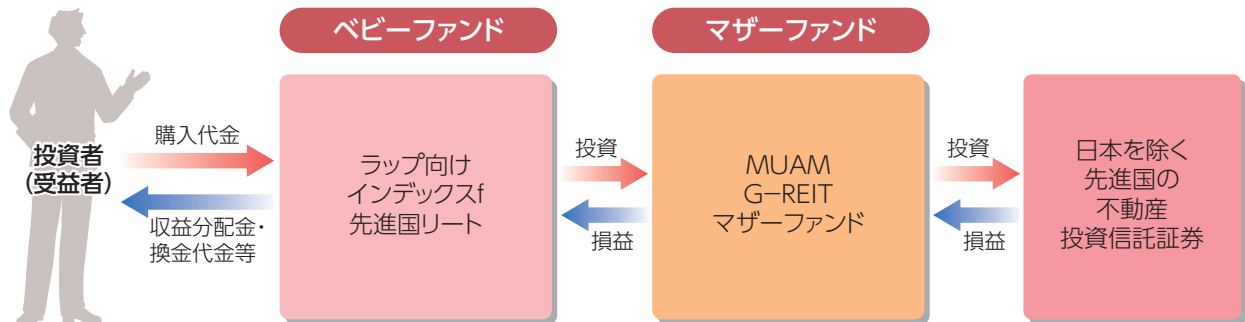 ベビーファンド
マザーファンド
投資者
(受益者)
購入代金
収益分配金・
換金代金等
ラップ向け
インデックスf
先進国リート
投資
損益
MUAM
G−REIT
マザーファンド
投資
損益
日本を除く
先進国の
不動産
投資信託証券